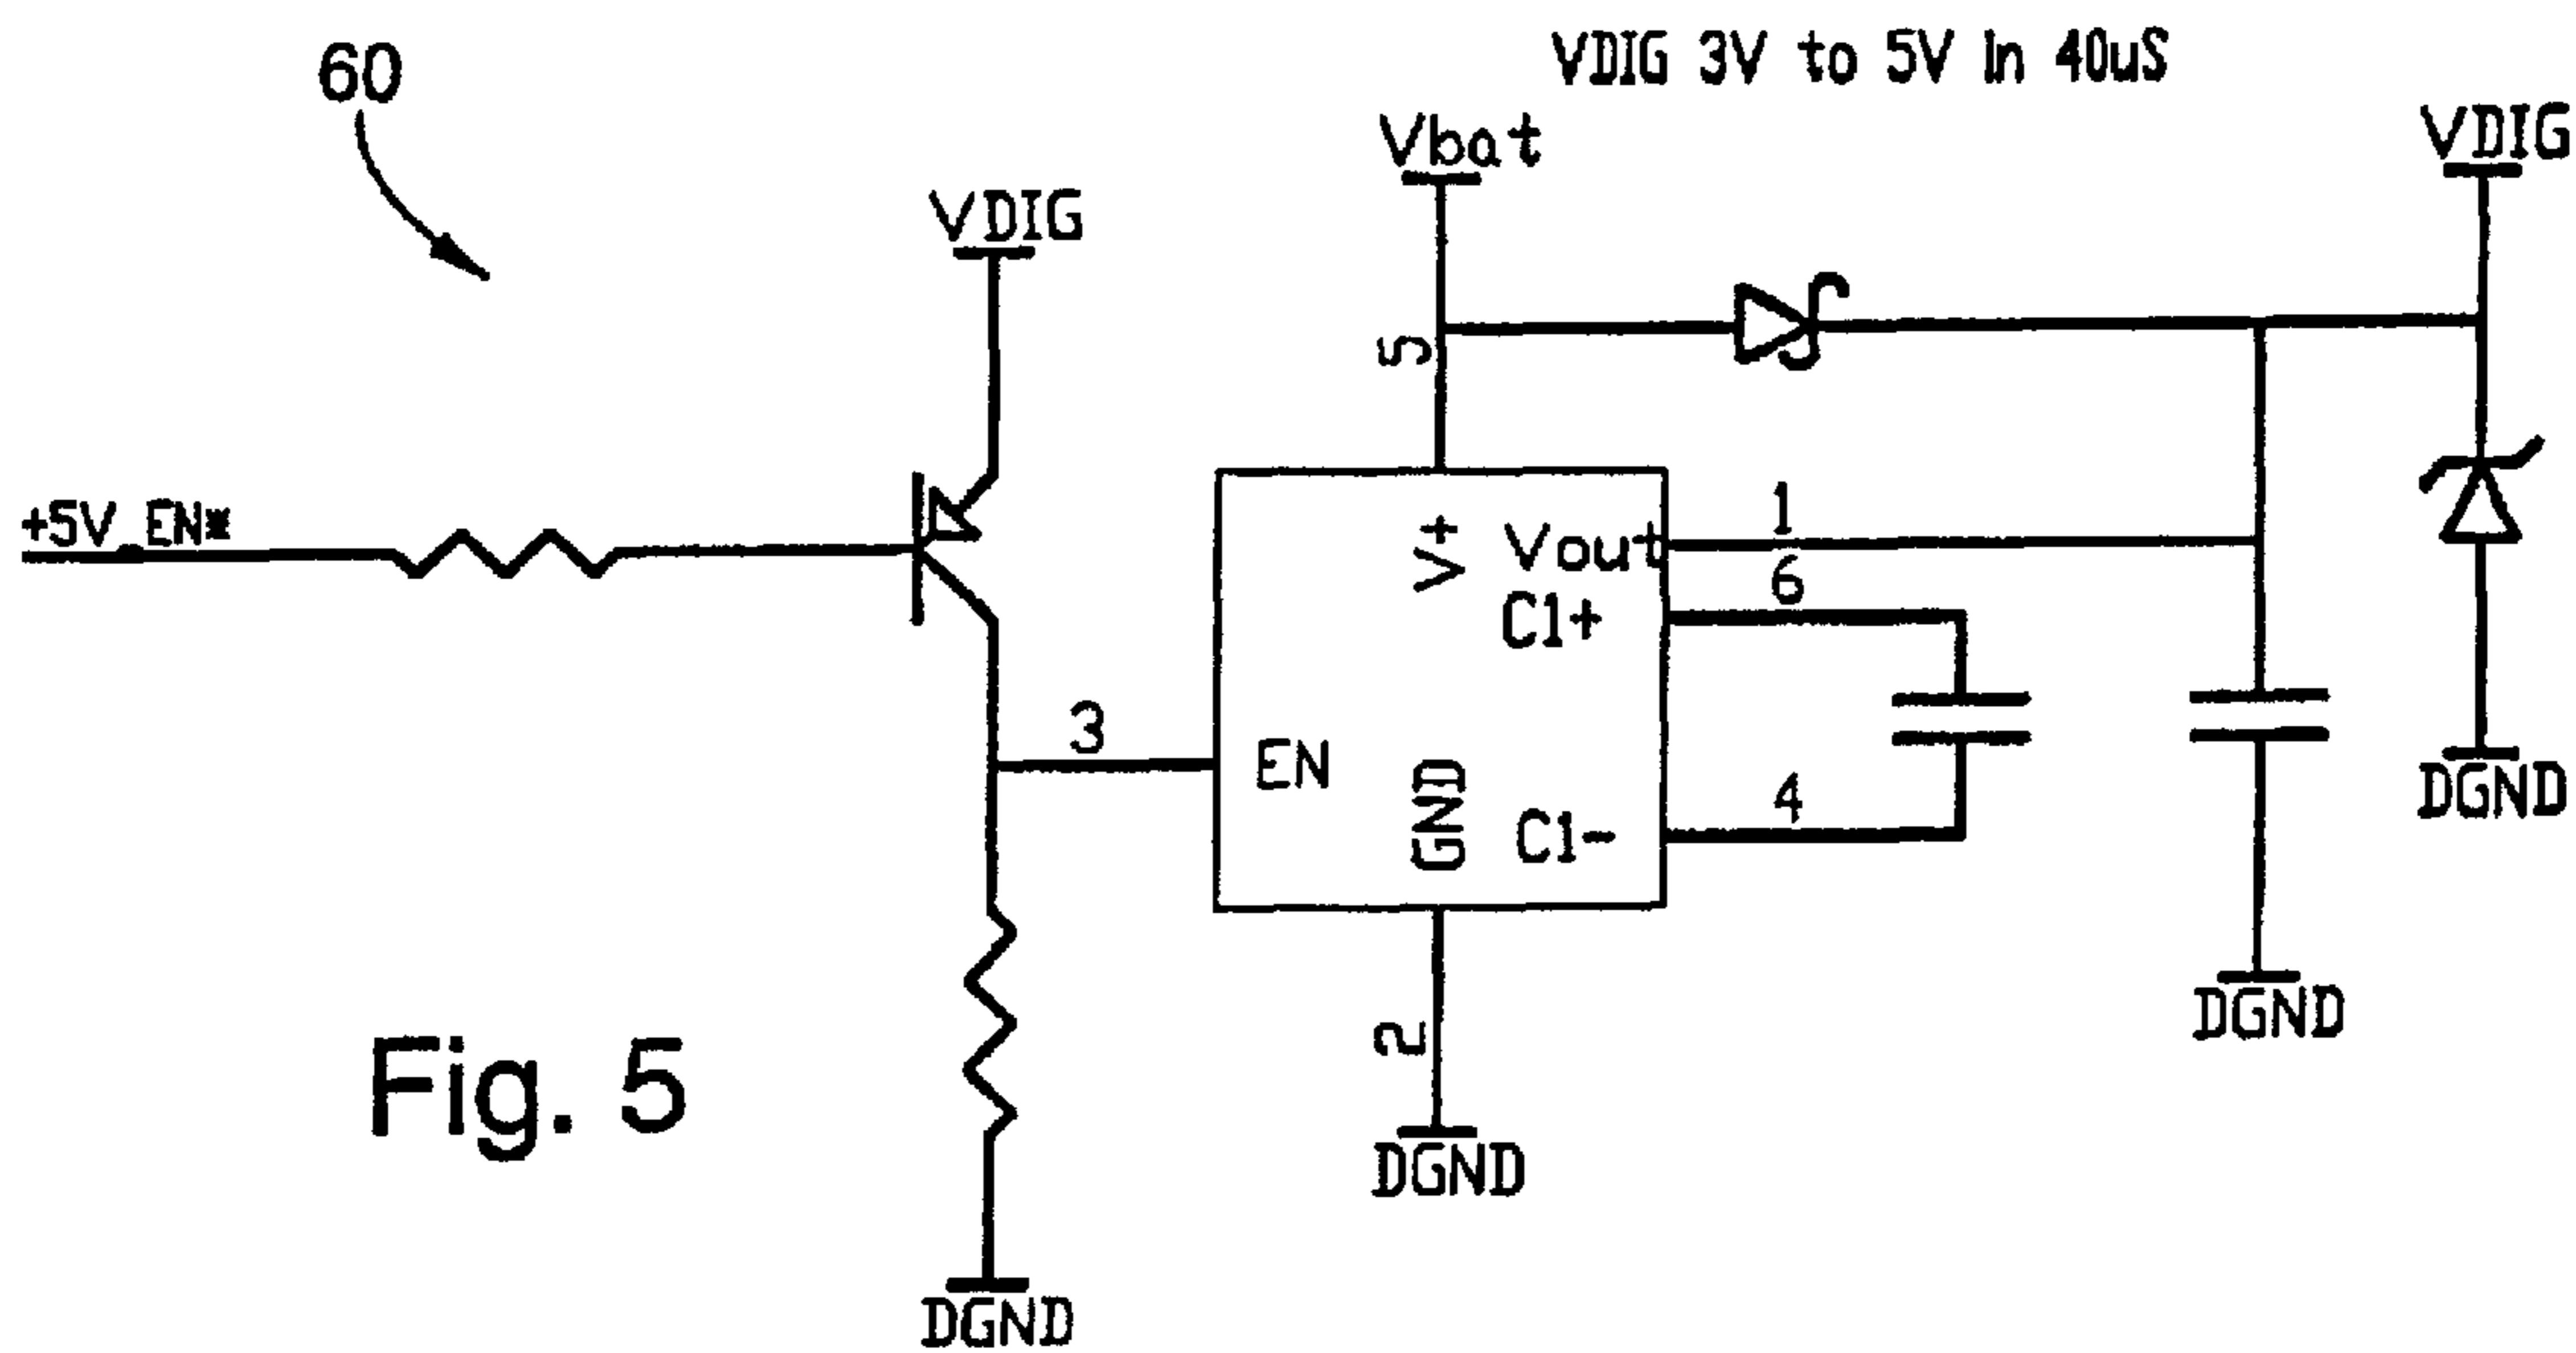 60
VDIG 3V to 5V in 40uS
Vbat
VDIG
VDIG
5
+5V_EN*
V+
Vout
1
C1+
6
3
EN
GND
C1-
4
DGND
2
DGND
DGND
DGND
Fig. 5